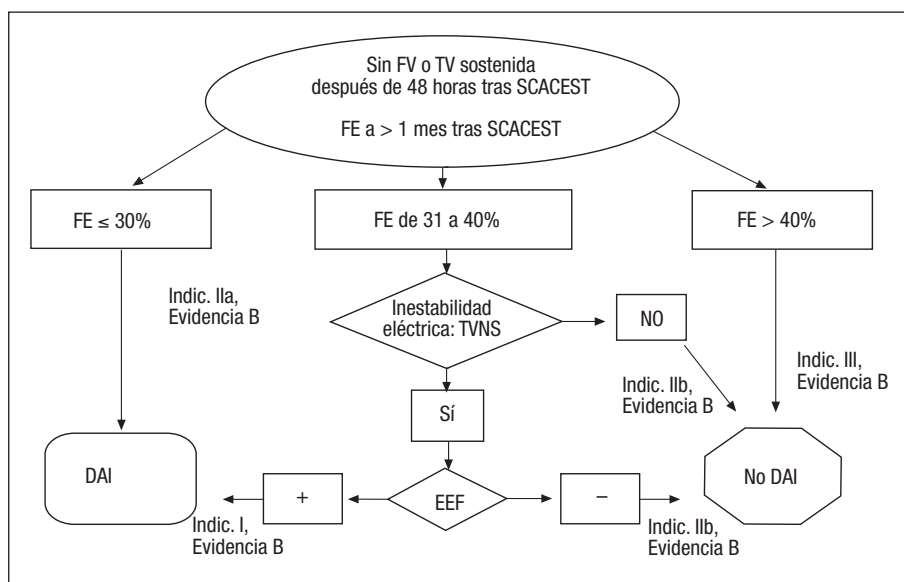 Sin FV o TV sostenida
después de 48 horas tras SCACEST
FE a > 1 mes tras SCACEST
FE ≤ 30%
FE de 31 a 40%
FE > 40%
Indic. IIa,
Evidencia B
Inestabilidad
eléctrica: TVNS
NO
Indic. IIb,
Evidencia B
Indic. III,
Evidencia B
Sí
DAI
No DAI
+
EEF
–
Indic. I,
Evidencia B
Indic. IIb,
Evidencia B